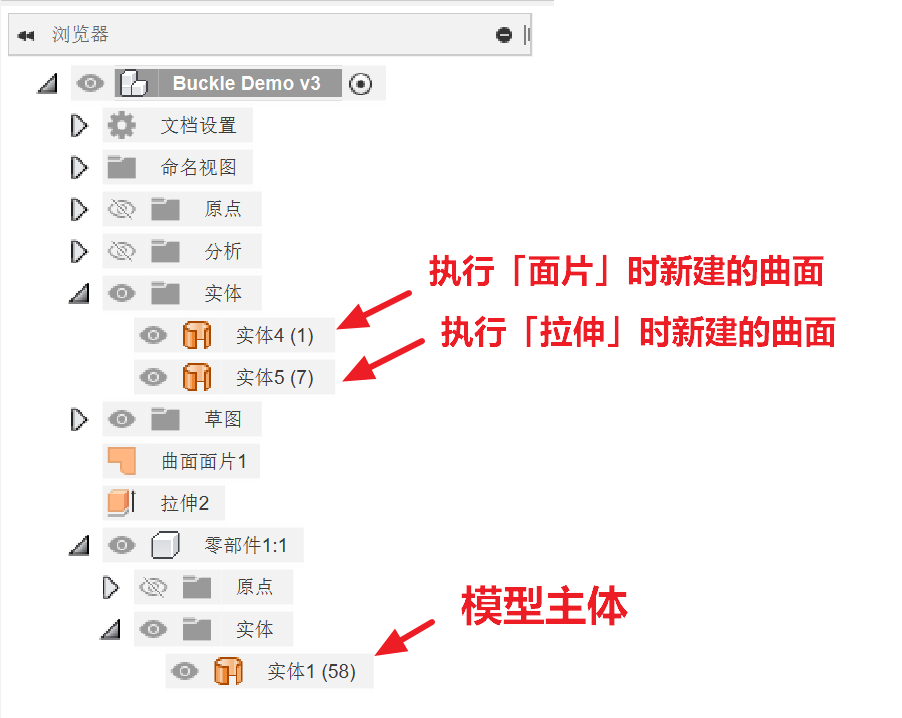 浏览器
Buckle Demo v3
文档设置
命名视图
原点
分析
执行「面片」时新建的曲面
实体
执行「拉伸」时新建的曲面
实体4 (1)
实体5 (7)
草图
曲面面片1
拉伸2
零部件1:1
原点
模型主体
实体
实体1 (58)